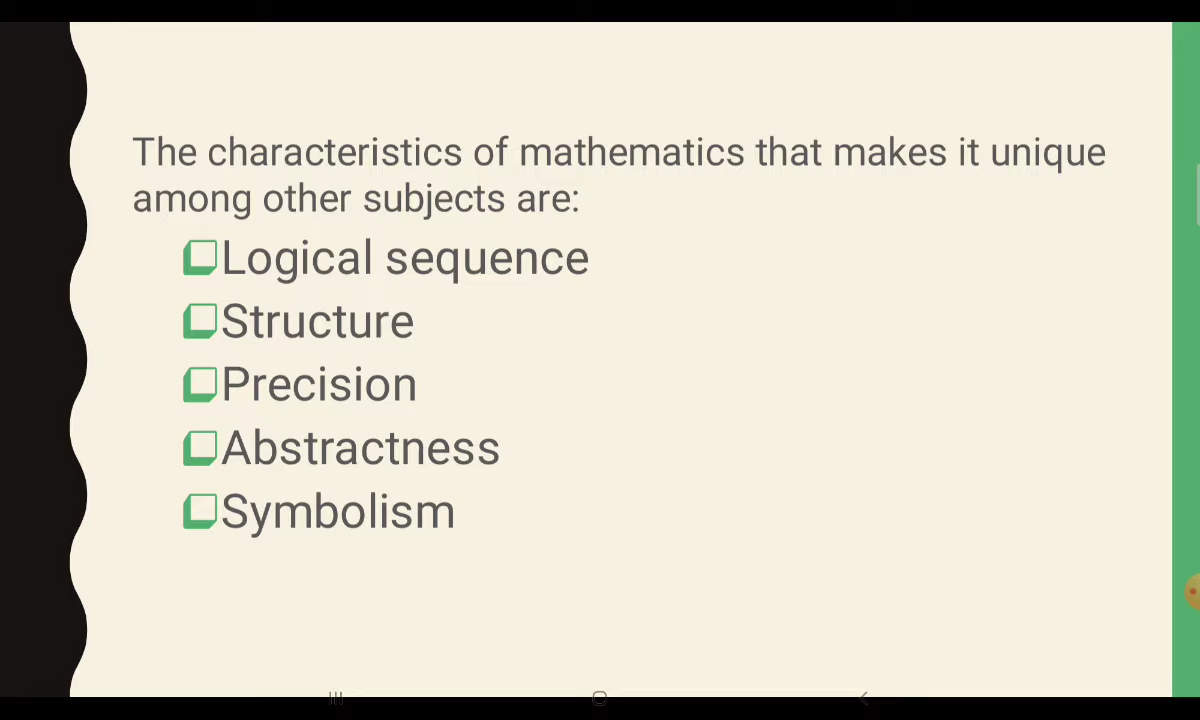 The characteristics of mathematics that makes it unique
among other subjects are:
Logical sequence
Structure
Precision
Abstractness
Symbolism